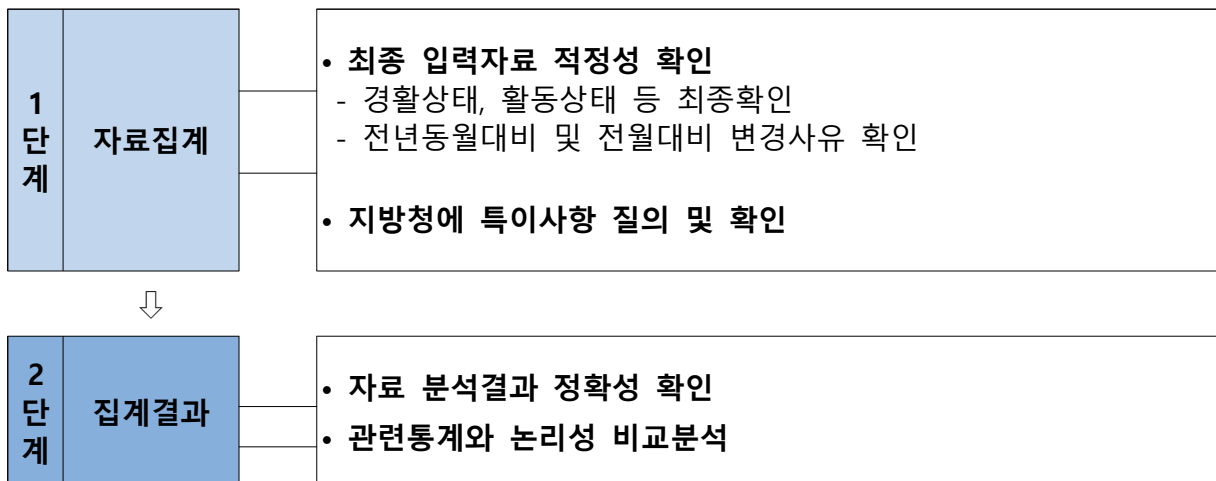 1
단
계
자료집계
• 최종 입력자료 적정성 확인
- 경활상태, 활동상태 등 최종확인
- 전년동월대비 및 전월대비 변경사유 확인
• 지방청에 특이사항 질의 및 확인
⇩
2
단
계
집계결과
• 자료 분석결과 정확성 확인
• 관련통계와 논리성 비교분석